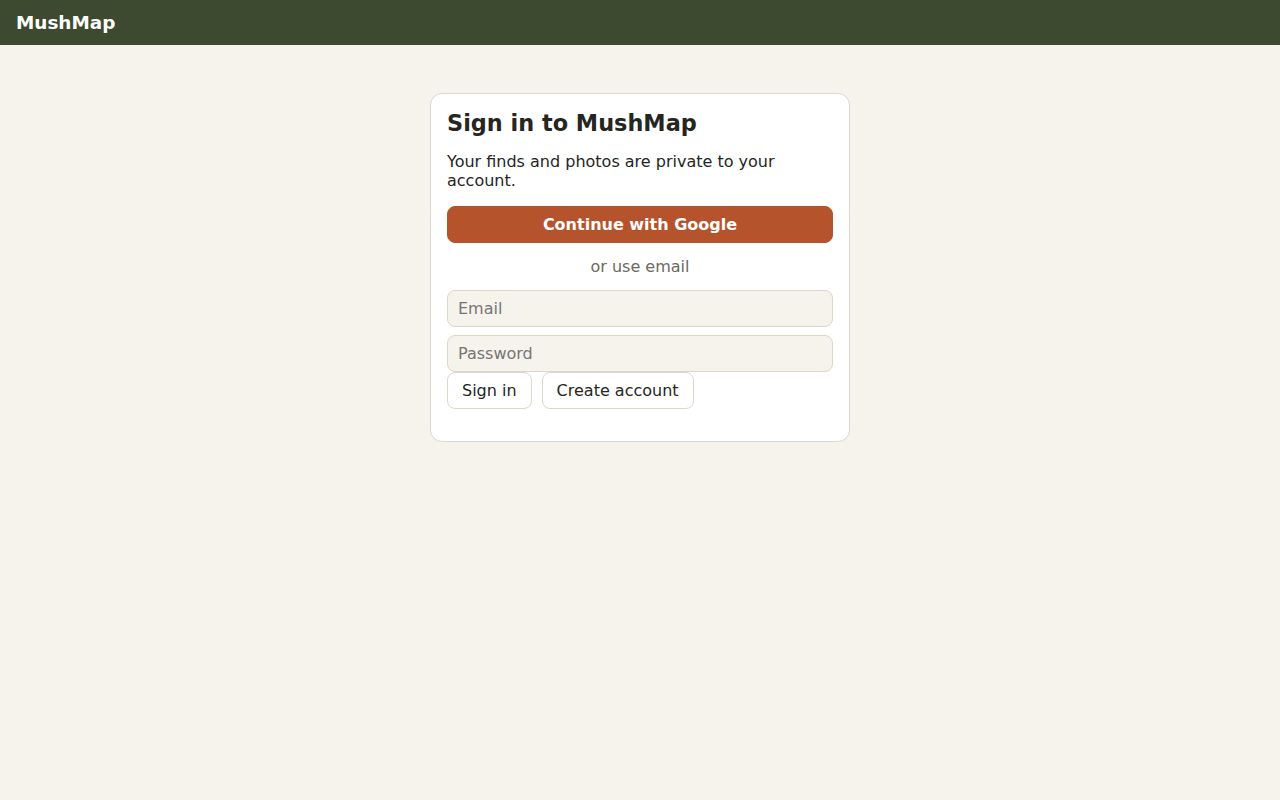 MushMap
Sign in to MushMap
Your finds and photos are private to your
account.
Continue with Google
or use email
Email
Password
Sign in
Create account